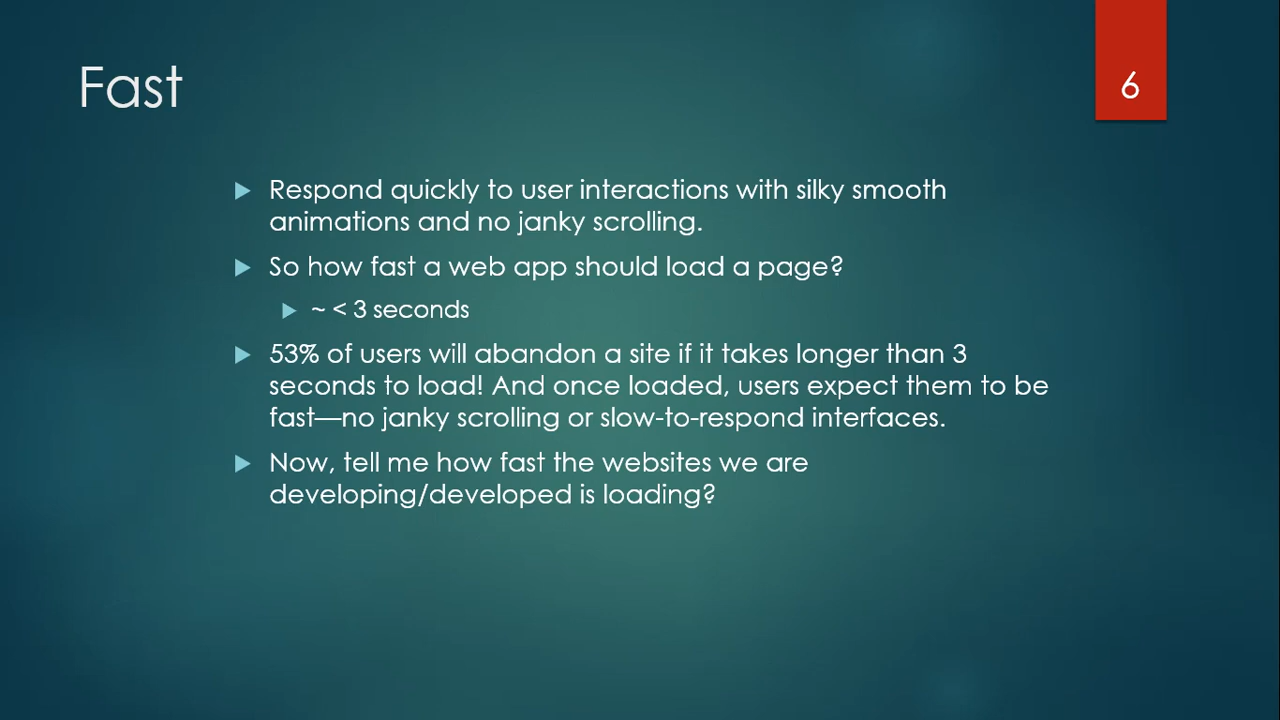 Fast
6
Respond quickly to user interactions with silky smooth
animations and no janky scrolling.
So how fast a web app should load a page?
~ < 3 seconds
53% of users will abandon a site if it takes longer than 3
seconds to load! And once loaded, users expect them to be
fast—no janky scrolling or slow-to-respond interfaces.
Now, tell me how fast the websites we are
developing/developed is loading?